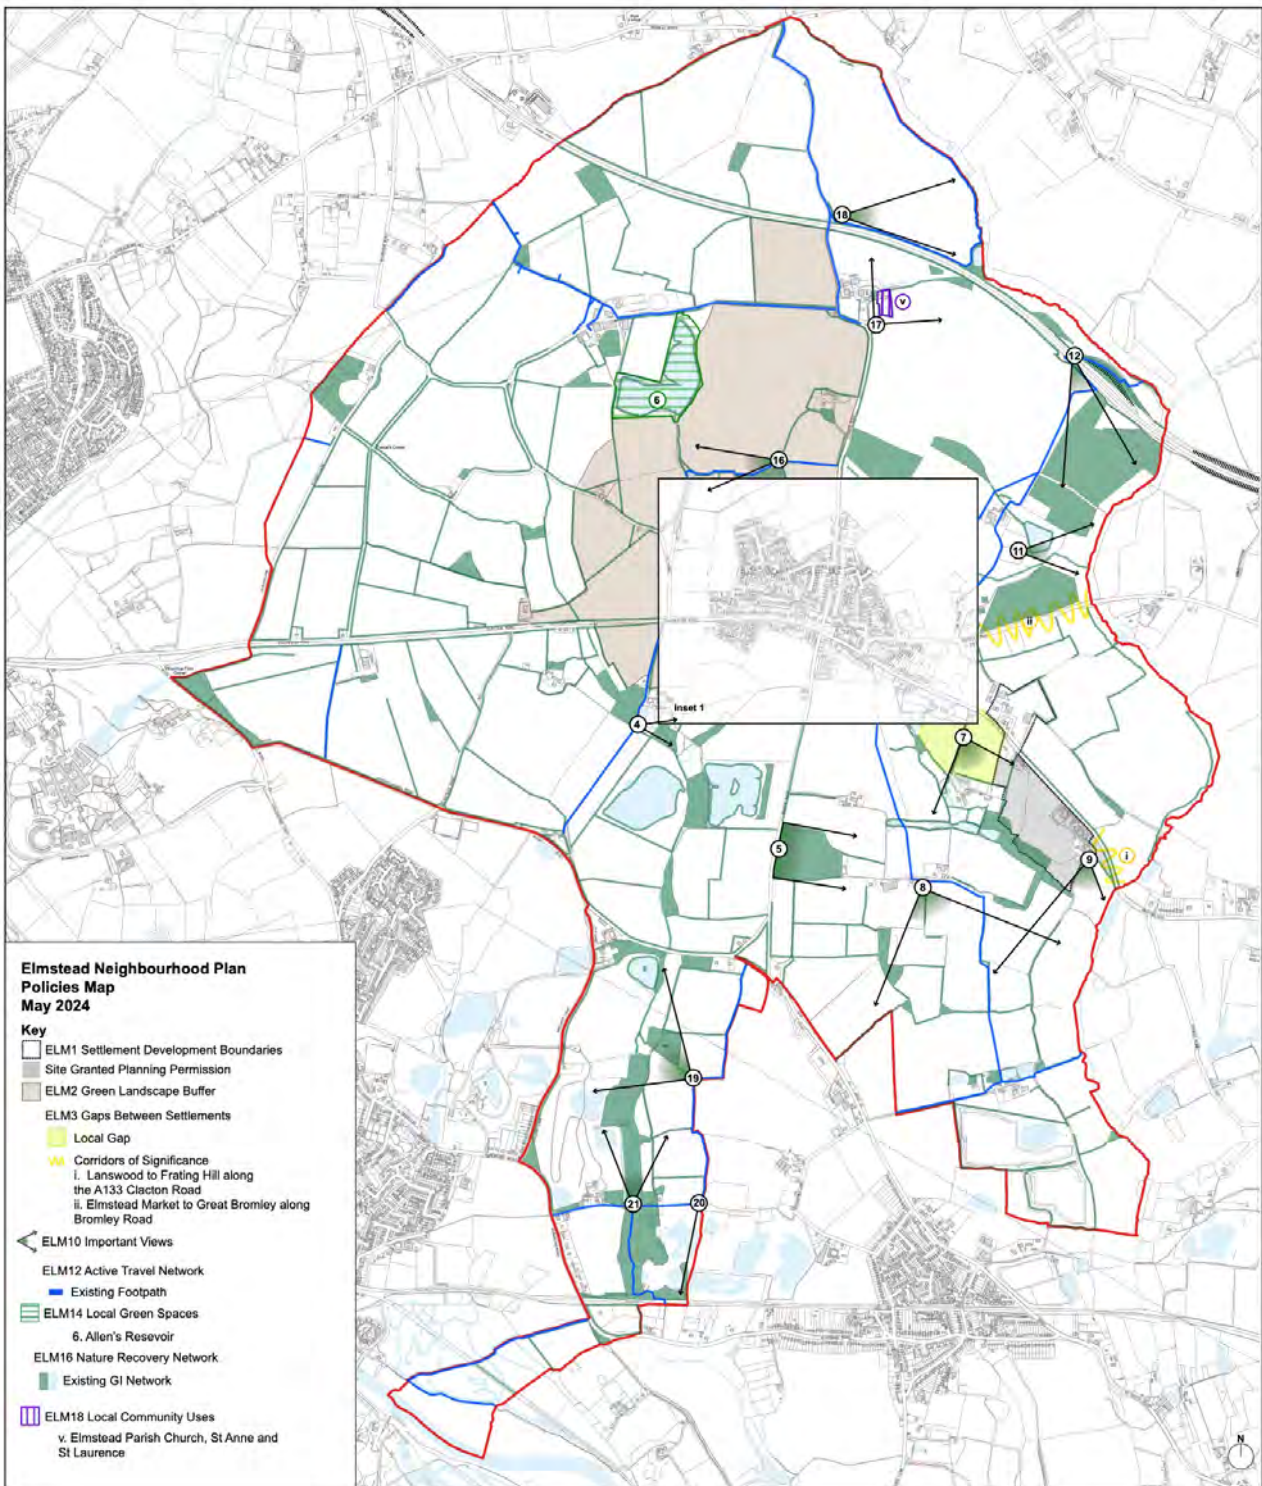 18
v
17
12
6
16
11
ii
Inset 1
4
7
5
9
i
8
19
21
20
Elmstead Neighbourhood Plan
Policies Map
May 2024
Key
ELM1 Settlement Development Boundaries
Site Granted Planning Permission
ELM2 Green Landscape Buffer
ELM3 Gaps Between Settlements
Local Gap
Corridors of Significance
i. Lanswood to Frating Hill along
the A133 Clacton Road
ii. Elmstead Market to Great Bromley along
Bromley Road
ELM10 Important Views
ELM12 Active Travel Network
Existing Footpath
ELM14 Local Green Spaces
6. Allen's Resevoir
ELM16 Nature Recovery Network
Existing GI Network
ELM18 Local Community Uses
v. Elmstead Parish Church, St Anne and
St Laurence
N